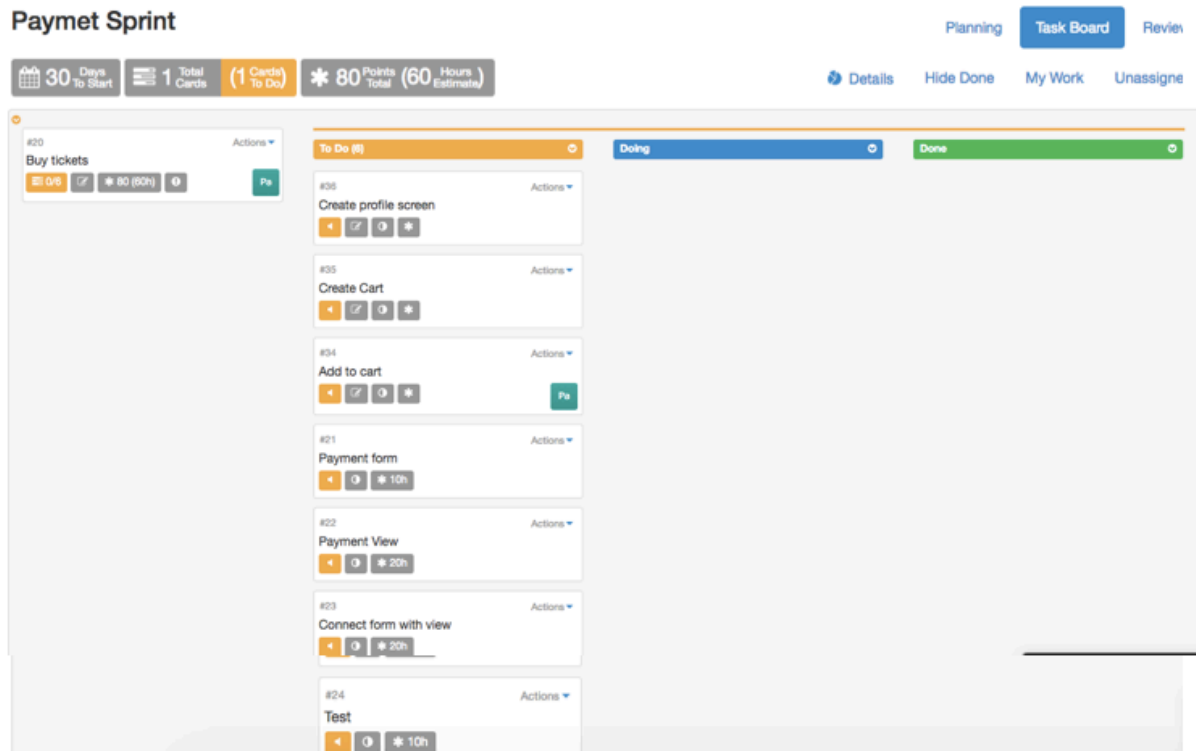 Paymet Sprint
Planning Task Board Review
30 Days To Start 1 Total Cards (1 Cards To Do) 80 Points Total (60 Hours Estimate)
Details Hide Done My Work Unassigne
#20 Actions
Buy tickets
0/6 80 (60h) Pa
To Do (6) Doing Done
#36 Actions
Create profile screen
#35 Actions
Create Cart
#34 Actions
Add to cart
Pa
#21 Actions
Payment form
10h
#22 Actions
Payment View
20h
#23 Actions
Connect form with view
20h
#24 Actions
Test
10h